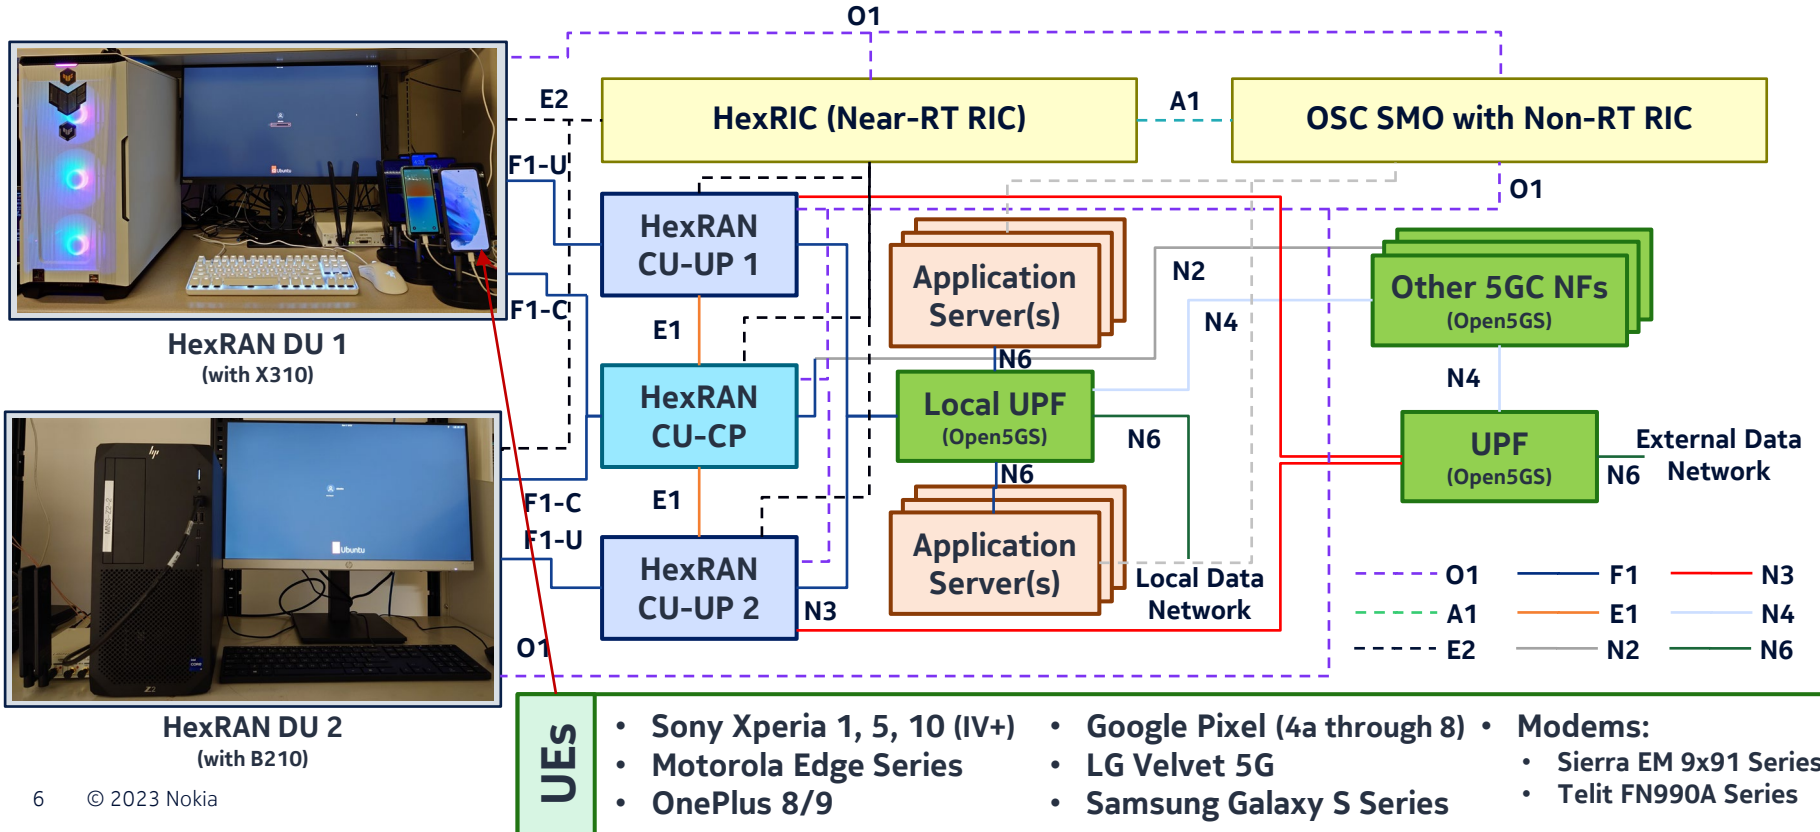 O1
E2
HexRIC (Near-RT RIC)
A1
OSC SMO with Non-RT RIC
F1-U
O1
HexRAN
CU-UP 1
Application
Server(s)
N2
Other 5GC NFs
(Open5GS)
F1-C
E1
N4
HexRAN DU 1
(with X310)
N6
N4
HexRAN
CU-CP
Local UPF
(Open5GS)
N6
UPF
(Open5GS)
External Data
Network
N6
N6
F1-C
E1
F1-U
HexRAN
CU-UP 2
Application
Server(s)
Local Data
Network
N3
O1
O1
F1
N3
A1
E1
N4
E2
N2
N6
hp
Z2
Ubuntu
Ubuntu
HexRAN DU 2
(with B210)
UEs
• Sony Xperia 1, 5, 10 (IV+)
• Motorola Edge Series
• OnePlus 8/9
• Google Pixel (4a through 8)
• LG Velvet 5G
• Samsung Galaxy S Series
• Modems:
• Sierra EM 9x91 Series
• Telit FN990A Series
6 © 2023 Nokia